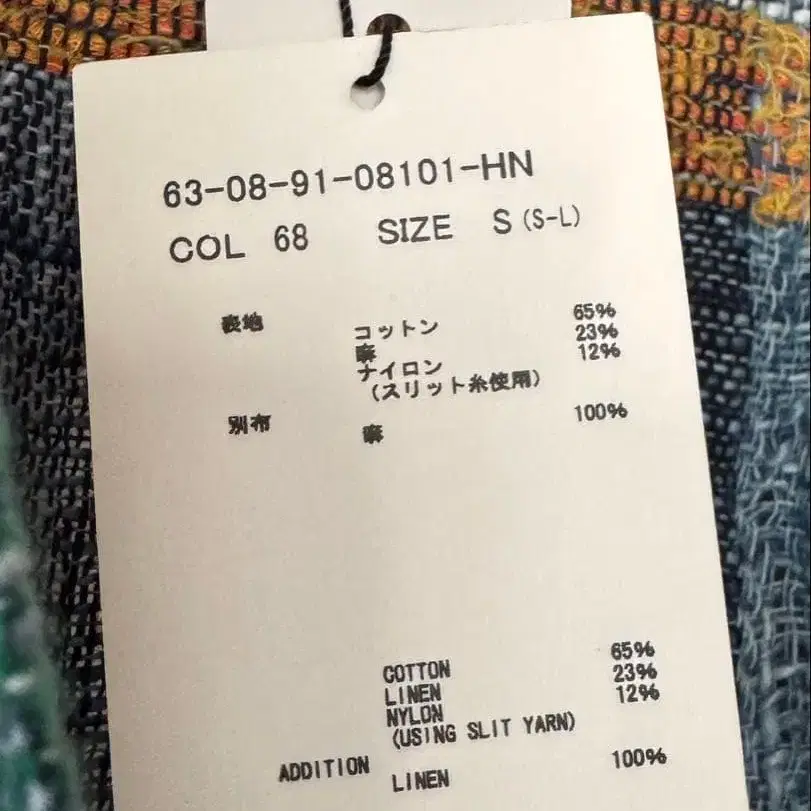 63-08-91-08101-HN
COL 68 SIZE S (S-L)
表地 コットン 65%
麻 23%
ナイロン 12%
(スリット糸使用)
別布 麻 100%
COTTON 65%
LINEN 23%
NYLON 12%
(USING SLIT YARN)
ADDITION LINEN 100%